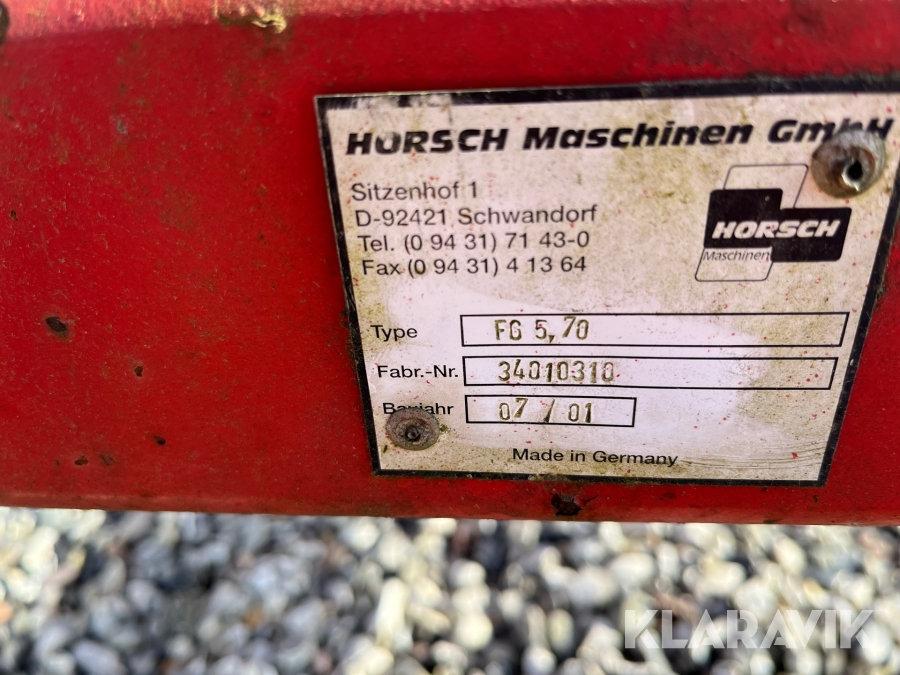 HORSCH Maschinen GmbH
Sitzenhof 1
D-92421 Schwandorf
Tel. (0 94 31) 71 43-0
Fax (0 94 31) 4 13 64
HORSCH
Maschinen
Type FG 5,70
Fabr.-Nr. 34010310
Baujahr 07/01
Made in Germany
KLARAVIK